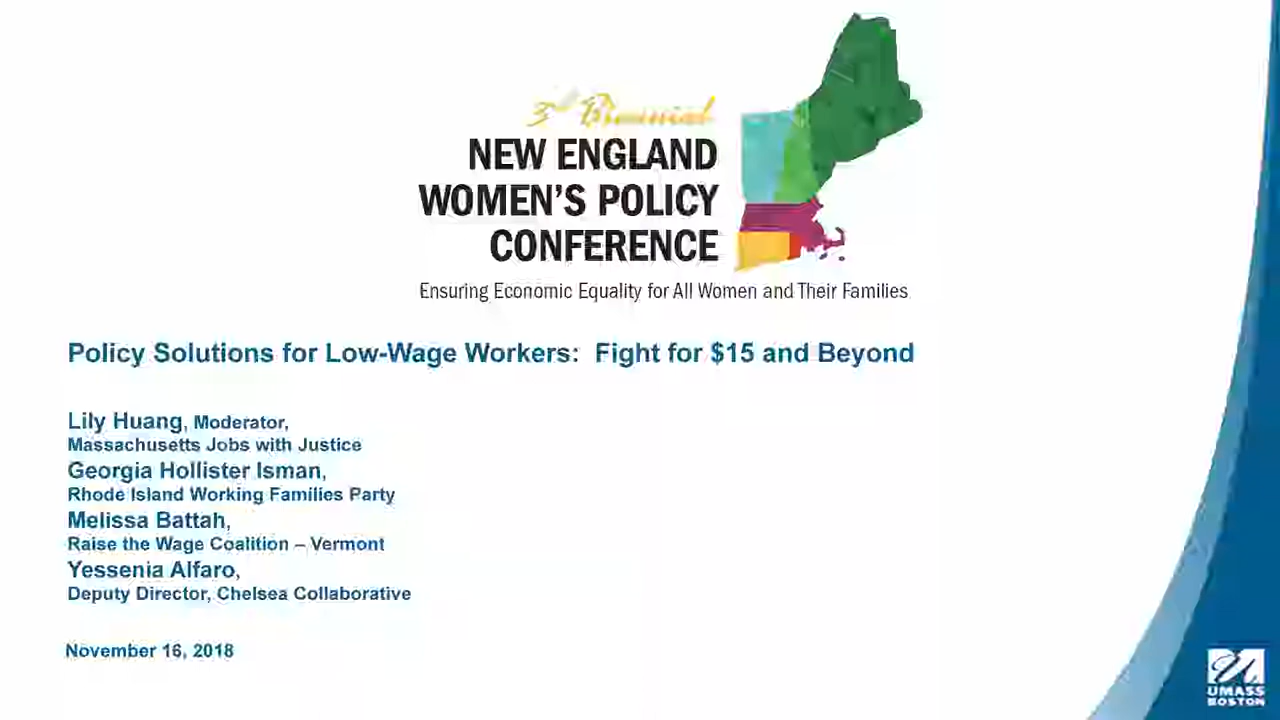 3rd Biennial
NEW ENGLAND
WOMEN'S POLICY
CONFERENCE
Ensuring Economic Equality for All Women and Their Families
Policy Solutions for Low-Wage Workers:  Fight for $15 and Beyond
Lily Huang, Moderator,
Massachusetts Jobs with Justice
Georgia Hollister Isman,
Rhode Island Working Families Party
Melissa Battah,
Raise the Wage Coalition – Vermont
Yessenia Alfaro,
Deputy Director, Chelsea Collaborative
November 16, 2018
UMASS
BOSTON